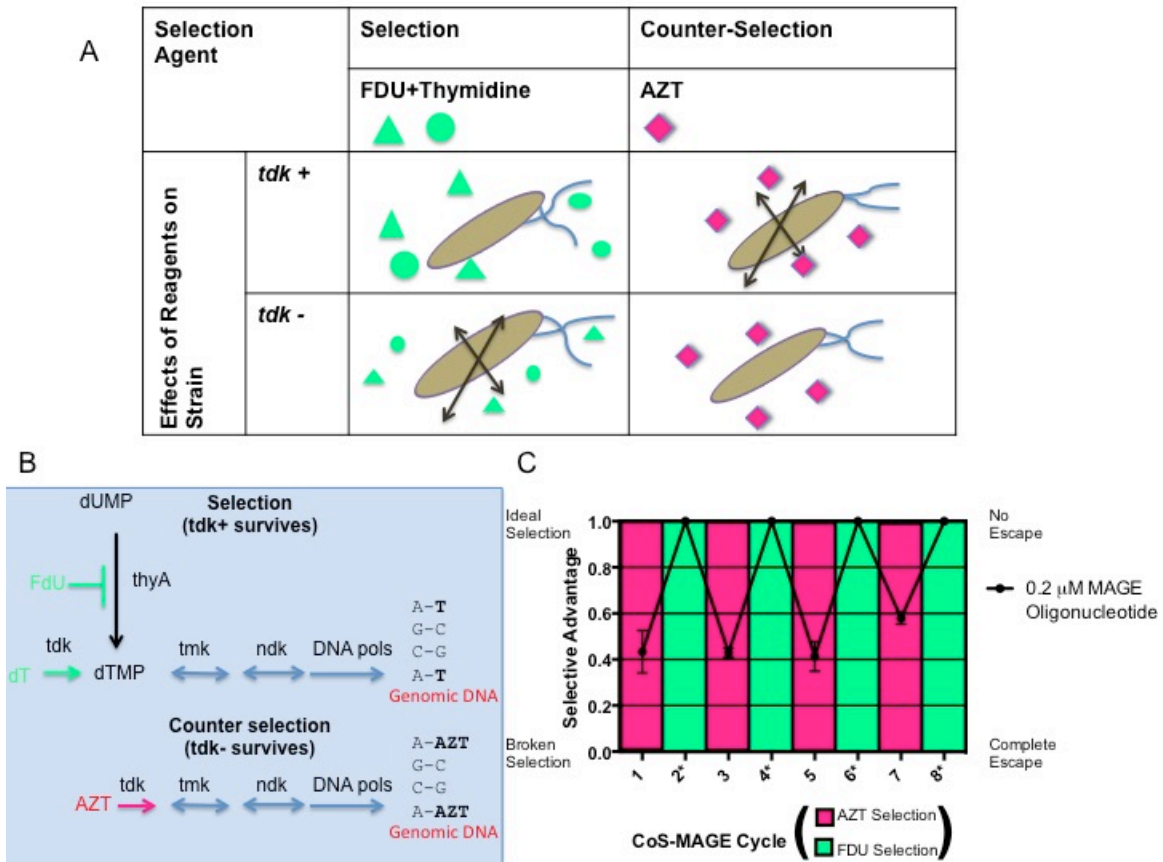 A
Selection
Agent
Selection
Counter-Selection
FDU+Thymidine
AZT
Effects of Reagents on
Strain
tdk +
tdk -
B
dUMP
Selection
(tdk+ survives)
FdU
thyA
tdk
dT
dTMP
tmk
ndk
DNA pols
A-T
G-C
C-G
A-T
Genomic DNA
Counter selection
(tdk- survives)
AZT
tdk
tmk
ndk
DNA pols
A-AZT
G-C
C-G
A-AZT
Genomic DNA
C
Ideal
Selection
Broken
Selection
Selective Advantage
1.0
0.8
0.6
0.4
0.2
0.0
1
2*
3
4*
5
6*
7
8*
No
Escape
Complete
Escape
0.2 μM MAGE
Oligonucleotide
CoS-MAGE Cycle
( AZT Selection
FDU Selection )